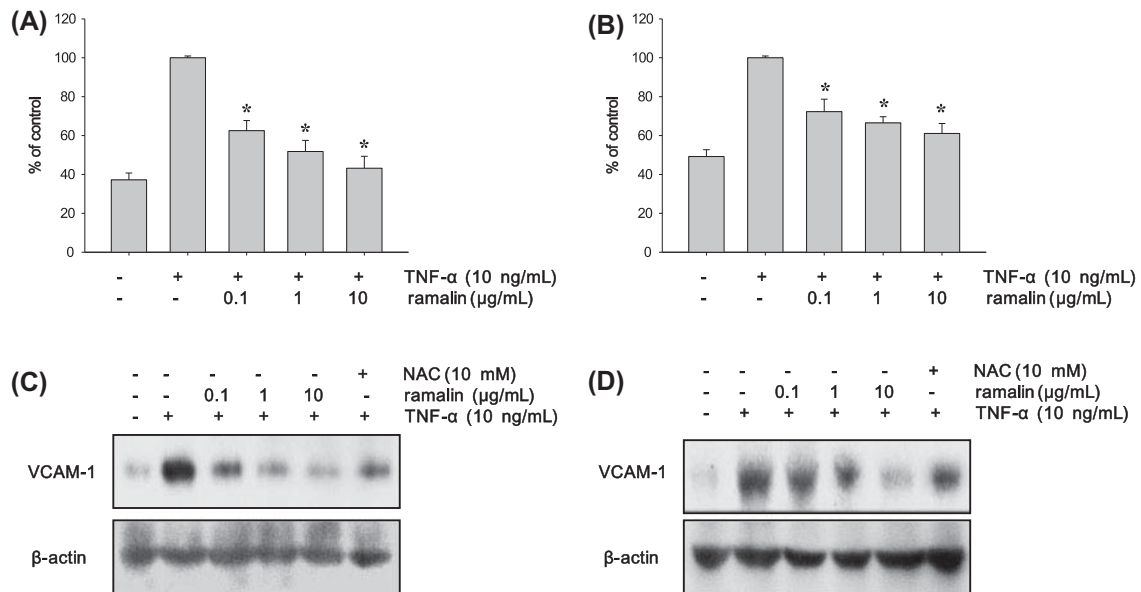 (A)
120
100
80
60
40
20
0
% of control
- + + + + TNF-α (10 ng/mL)
- - 0.1 1 10 ramalin (μg/mL)
(B)
120
100
80
60
40
20
0
% of control
* * *
* * *
- + + + + TNF-α (10 ng/mL)
- - 0.1 1 10 ramalin (μg/mL)
(C)
- - - - - + NAC (10 mM)
- - 0.1 1 10 - ramalin (μg/mL)
- + + + + + TNF-α (10 ng/mL)
VCAM-1
β-actin
(D)
- - - - - + NAC (10 mM)
- - 0.1 1 10 - ramalin (μg/mL)
- + + + + + TNF-α (10 ng/mL)
VCAM-1
β-actin